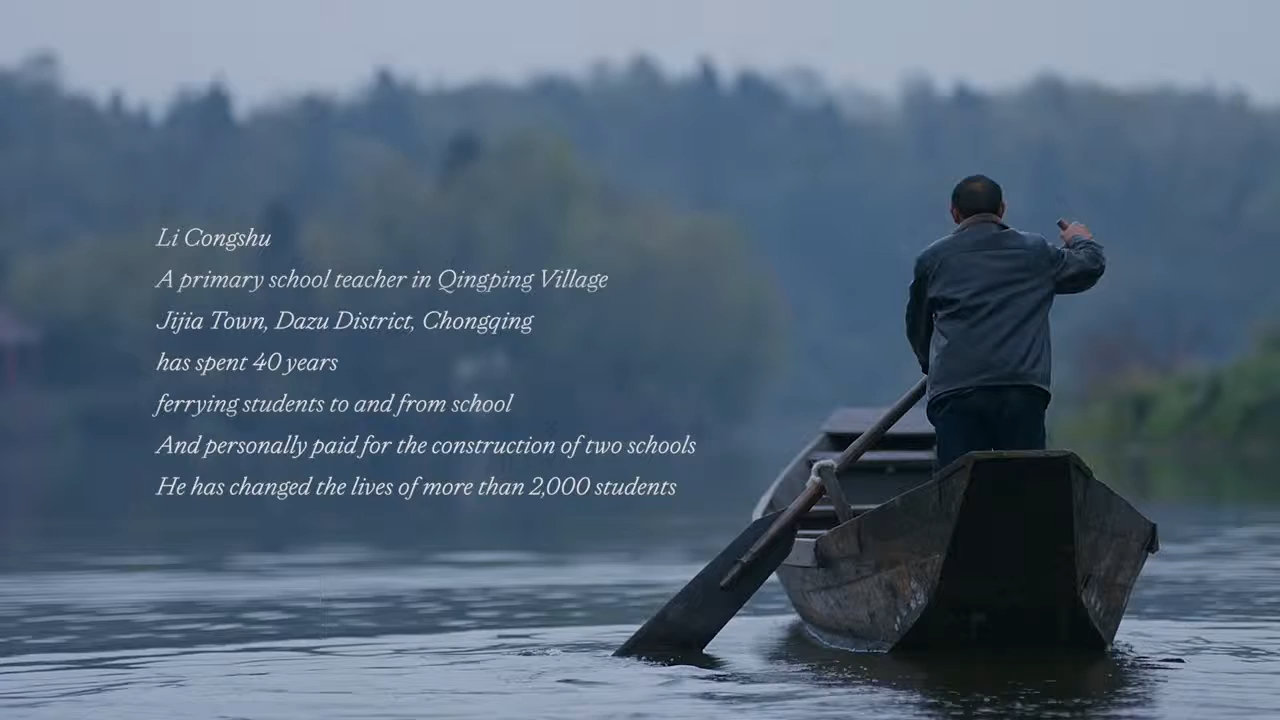 Li Congshu
A primary school teacher in Qingping Village
Jijia Town, Dazu District, Chongqing
has spent 40 years
ferrying students to and from school
And personally paid for the construction of two schools
He has changed the lives of more than 2,000 students